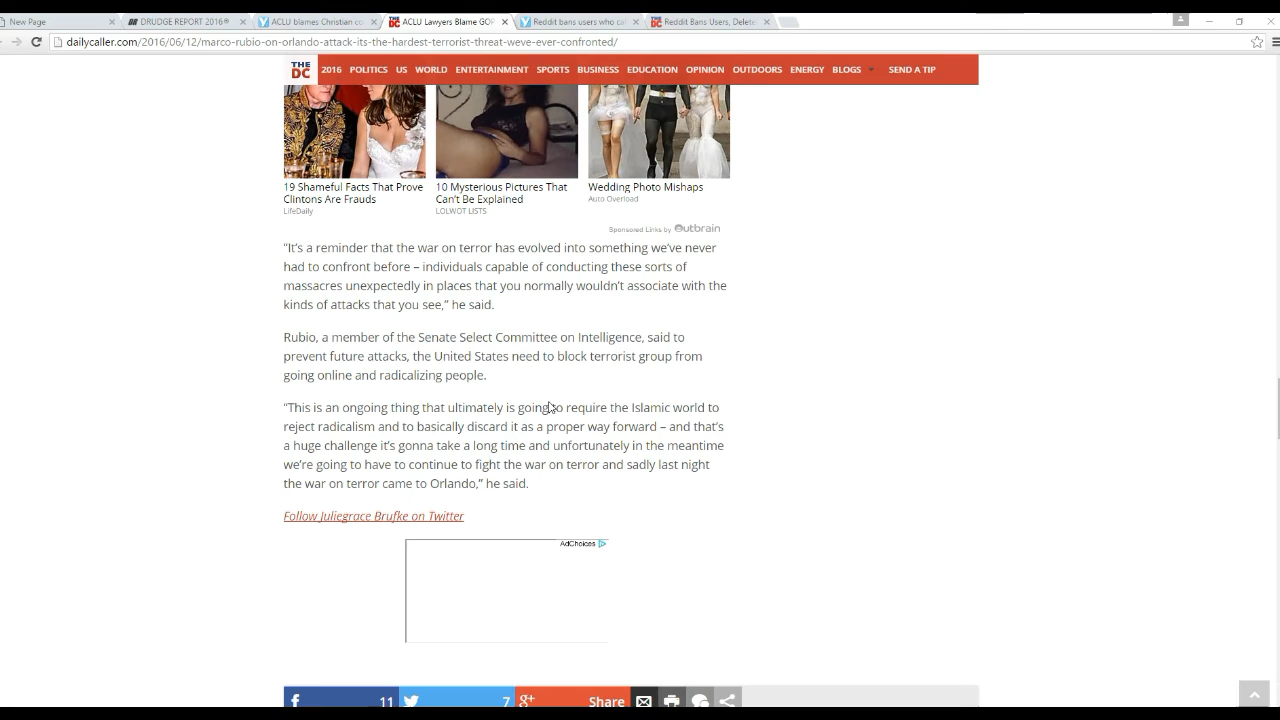 New Page
DRUDGE REPORT 2016®
ACLU blames Christian co
ACLU Lawyers Blame GOP
Reddit bans users who cal
Reddit Bans Users, Delete
dailycaller.com/2016/06/12/marco-rubio-on-orlando-attack-its-the-hardest-terrorist-threat-weve-ever-confronted/
THE DC
2016 POLITICS US WORLD ENTERTAINMENT SPORTS BUSINESS EDUCATION OPINION OUTDOORS ENERGY BLOGS SEND A TIP
19 Shameful Facts That Prove
Clintons Are Frauds
LifeDaily
10 Mysterious Pictures That
Can't Be Explained
LOLWOT LISTS
Wedding Photo Mishaps
Auto Overload
Sponsored Links by Outbrain
“It’s a reminder that the war on terror has evolved into something we’ve never
had to confront before – individuals capable of conducting these sorts of
massacres unexpectedly in places that you normally wouldn’t associate with the
kinds of attacks that you see,” he said.
Rubio, a member of the Senate Select Committee on Intelligence, said to
prevent future attacks, the United States need to block terrorist group from
going online and radicalizing people.
“This is an ongoing thing that ultimately is going to require the Islamic world to
reject radicalism and to basically discard it as a proper way forward – and that’s
a huge challenge it’s gonna take a long time and unfortunately in the meantime
we’re going to have to continue to fight the war on terror and sadly last night
the war on terror came to Orlando,” he said.
Follow Juliegrace Brufke on Twitter
AdChoices
11
7
Share